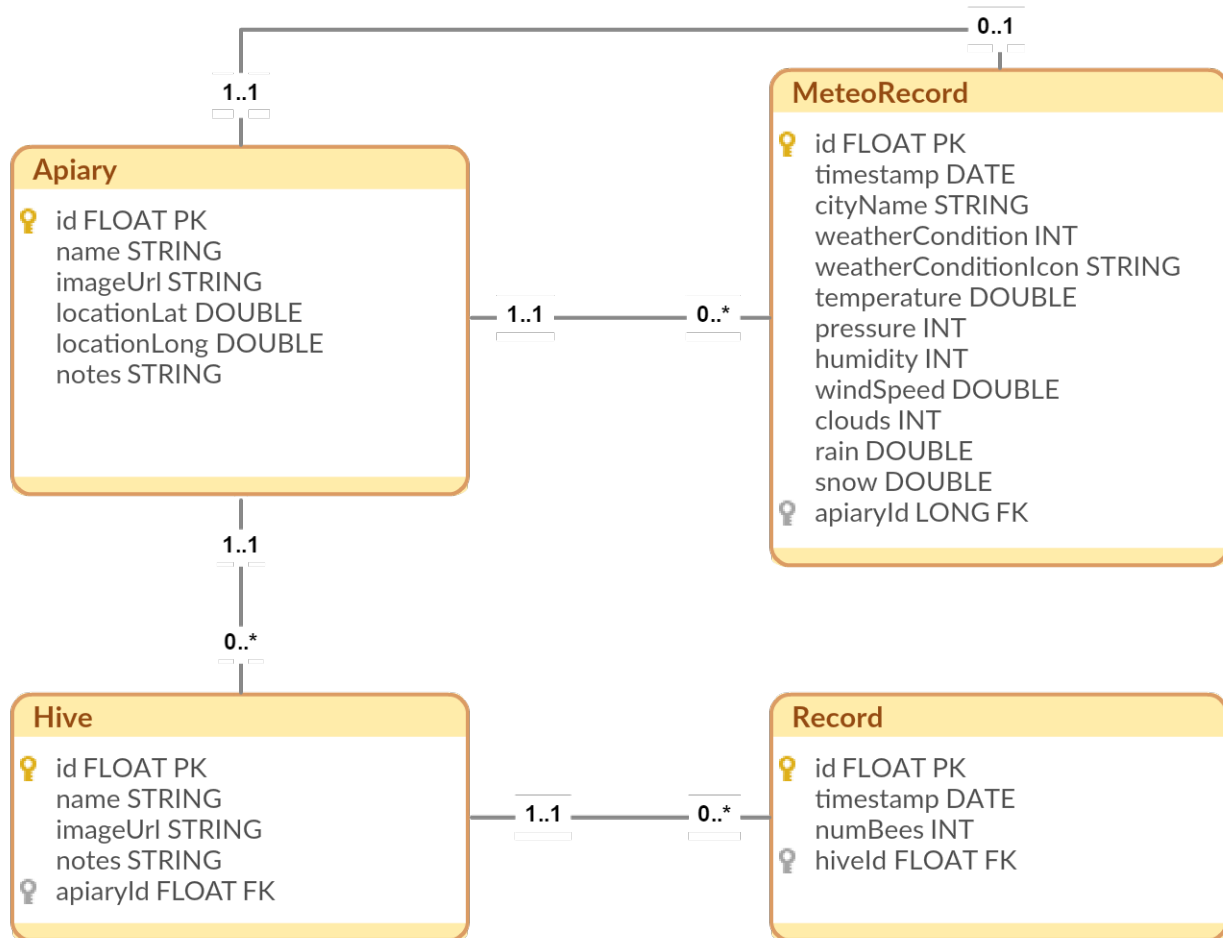 0..1
1..1
MeteoRecord
id FLOAT PK
timestamp DATE
cityName STRING
weatherCondition INT
weatherConditionIcon STRING
temperature DOUBLE
pressure INT
humidity INT
windSpeed DOUBLE
clouds INT
rain DOUBLE
snow DOUBLE
apiaryId LONG FK
Apiary
id FLOAT PK
name STRING
imageUrl STRING
locationLat DOUBLE
locationLong DOUBLE
notes STRING
1..1
0..*
1..1
0..*
Hive
id FLOAT PK
name STRING
imageUrl STRING
notes STRING
apiaryId FLOAT FK
1..1
0..*
Record
id FLOAT PK
timestamp DATE
numBees INT
hiveId FLOAT FK